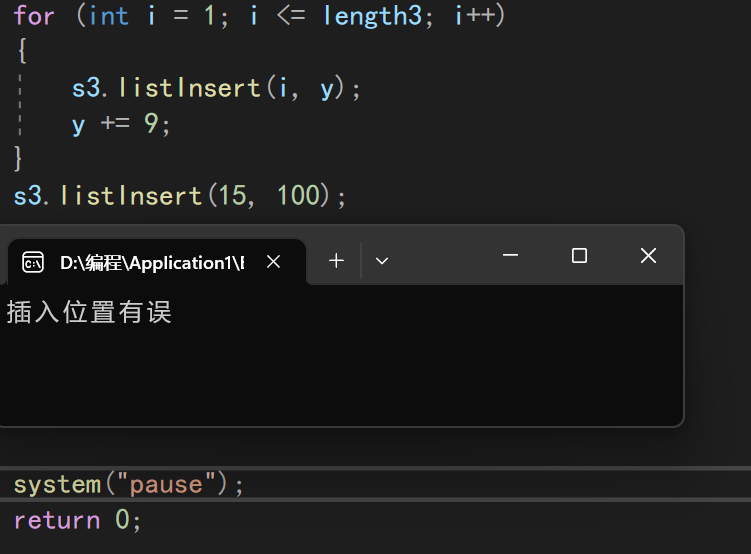 for (int i = 1; i <= length3; i++)
{
s3.listInsert(i, y);
y += 9;
}
s3.listInsert(15, 100);
D:\编程\Application1\
插入位置有误
system("pause");
return 0;